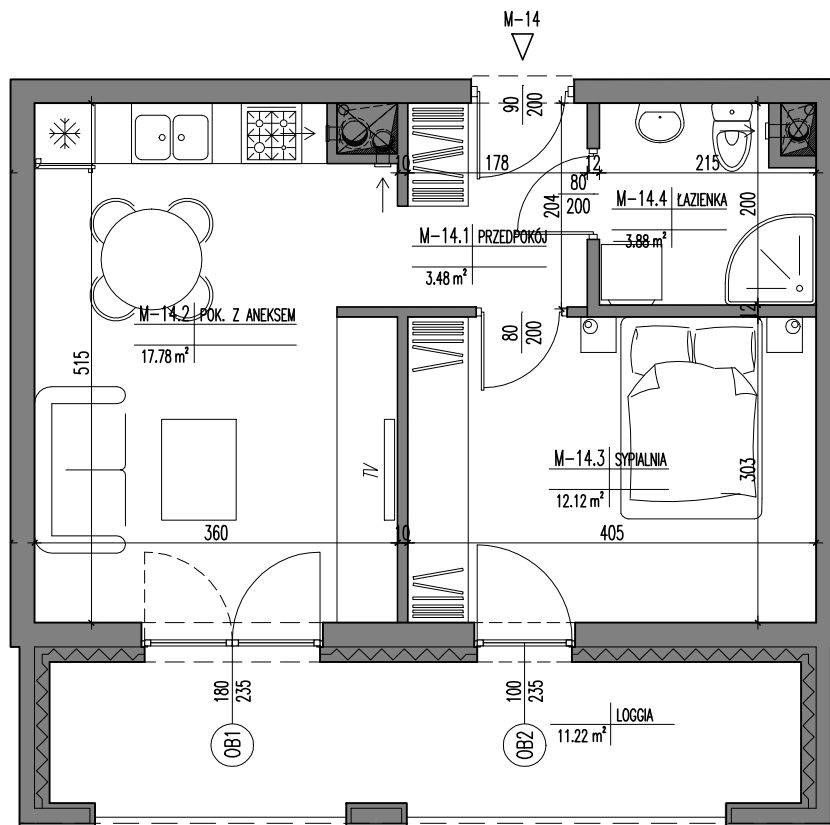 M-14
90
200
10
178
12
215
80
200
204
M-14.4 ŁAZIENKA
3.88 m²
200
M-14.1 PRZEDPOKÓJ
3.48 m²
M-14.2 POK. Z ANEKSEM
17.78 m²
80
200
12
515
TV
M-14.3 SYPIALNIA
12.12 m²
303
360
10
405
180
235
OB1
100
235
OB2
LOGGIA
11.22 m²